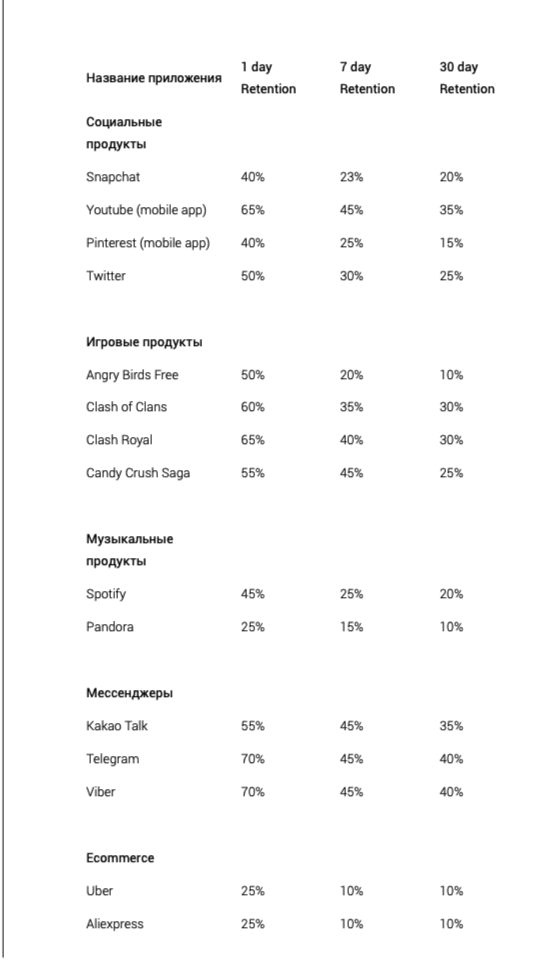 Название приложения 1 day Retention 7 day Retention 30 day Retention
Социальные
продукты
Snapchat 40% 23% 20%
Youtube (mobile app) 65% 45% 35%
Pinterest (mobile app) 40% 25% 15%
Twitter 50% 30% 25%
Игровые продукты
Angry Birds Free 50% 20% 10%
Clash of Clans 60% 35% 30%
Clash Royal 65% 40% 30%
Candy Crush Saga 55% 45% 25%
Музыкальные
продукты
Spotify 45% 25% 20%
Pandora 25% 15% 10%
Мессенджеры
Kakao Talk 55% 45% 35%
Telegram 70% 45% 40%
Viber 70% 45% 40%
Ecommerce
Uber 25% 10% 10%
Aliexpress 25% 10% 10%